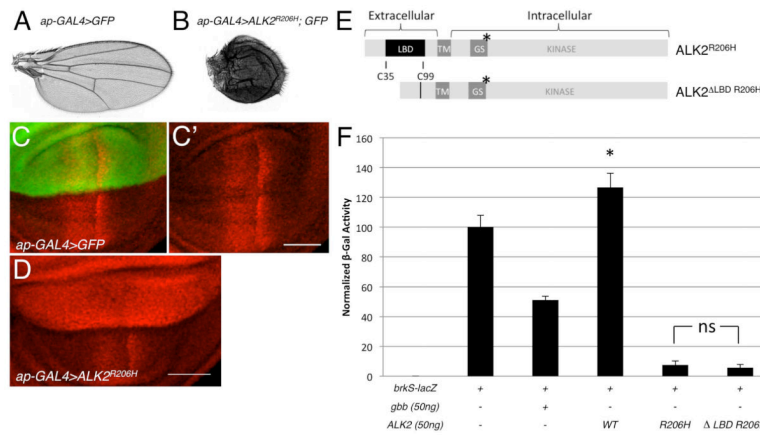 A ap-GAL4>GFP
B ap-GAL4>ALK2R206H; GFP
C
C'
ap-GAL4>GFP
D
ap-GAL4>ALK2R206H
E
Extracellular Intracellular
LBD TM GS * KINASE ALK2R206H
C35 C99
TM GS * KINASE ALK2ΔLBD R206H
F
Normalized β-Gal Activity
160
140
120
100
80
60
40
20
0
*
ns
brkS-lacZ + + + + +
gbb (50ng) - + - - -
ALK2 (50ng) - - WT R206H Δ LBD R206